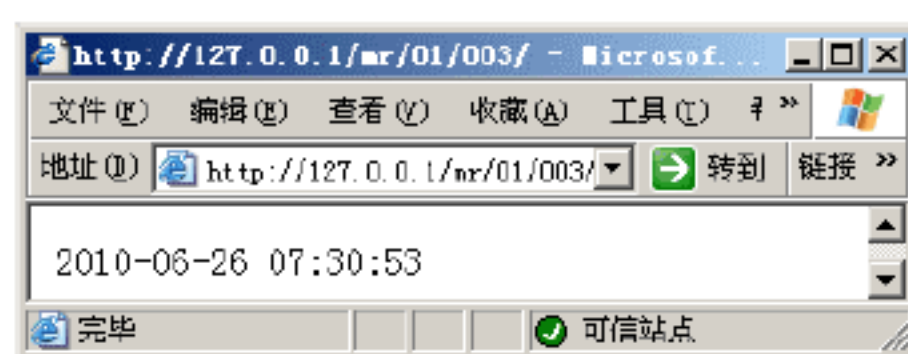 http://127.0.0.1/mr/01/003/ - Microsof...
文件(F) 编辑(E) 查看(V) 收藏(A) 工具(T) »
地址(D) http://127.0.0.1/mr/01/003/ 转到 链接 »
2010-06-26 07:30:53
完毕 可信站点